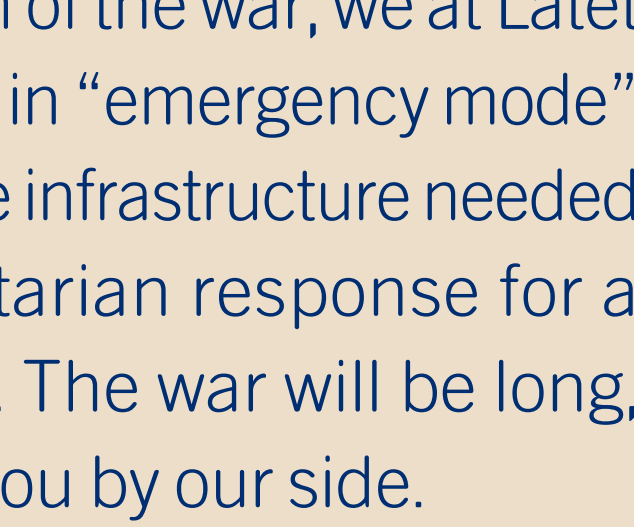 of the war, we at Latet
in “emergency mode”
infrastructure needed
tarian response for a
. The war will be long,
ou by our side.